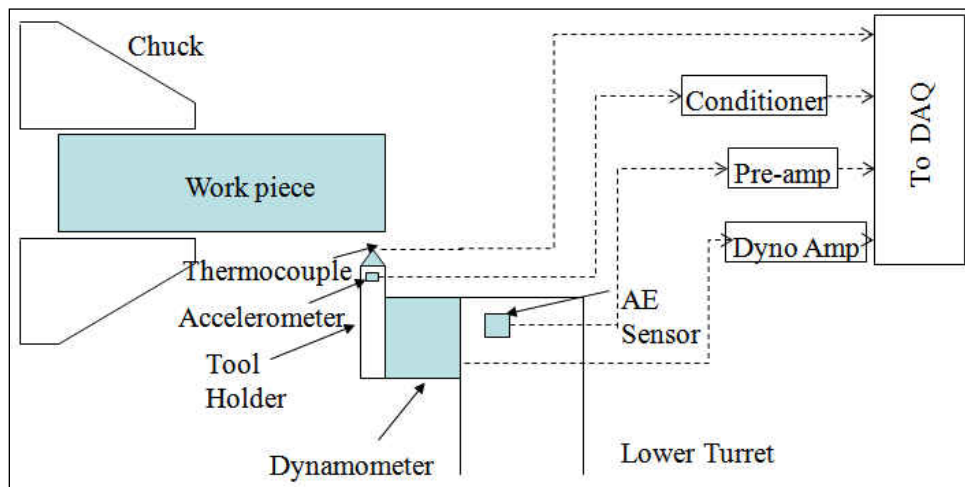 Chuck
Conditioner
To DAQ
Work piece
Pre-amp
Dyno Amp
Thermocouple
Accelerometer
AE
Sensor
Tool
Holder
Dynamometer
Lower Turret